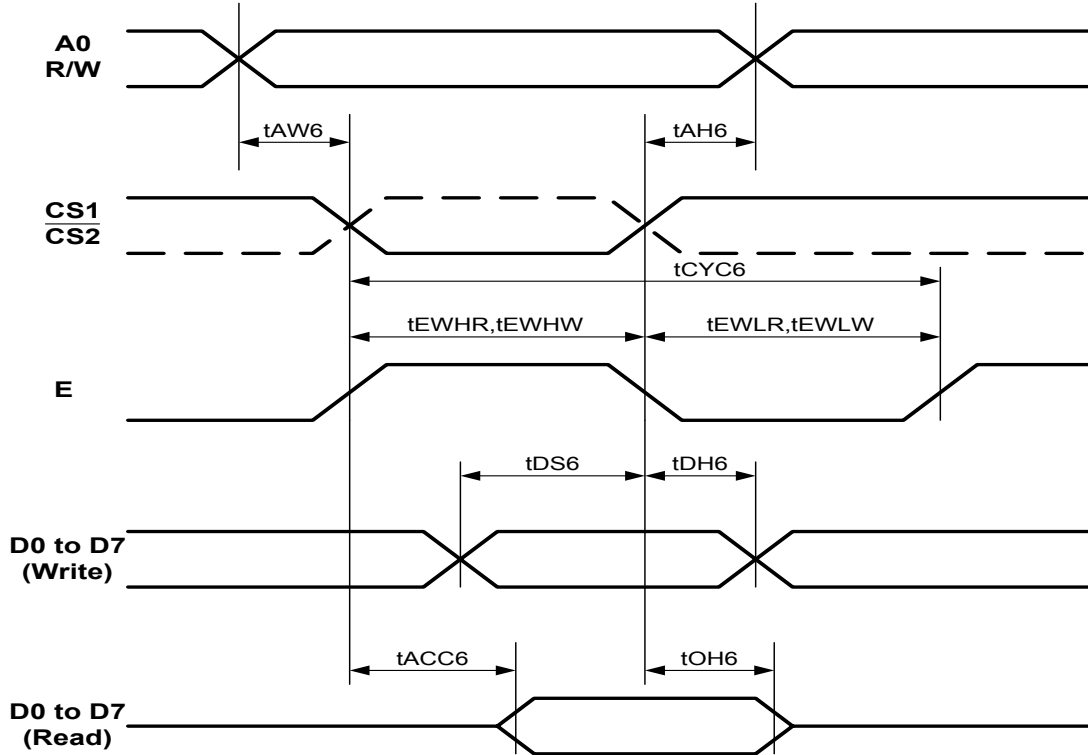 A0
R/W
tAW6
tAH6
CS1
CS2
tCYC6
tEWHR,tEWHW
tEWLR,tEWLW
E
tDS6
tDH6
D0 to D7
(Write)
tACC6
tOH6
D0 to D7
(Read)